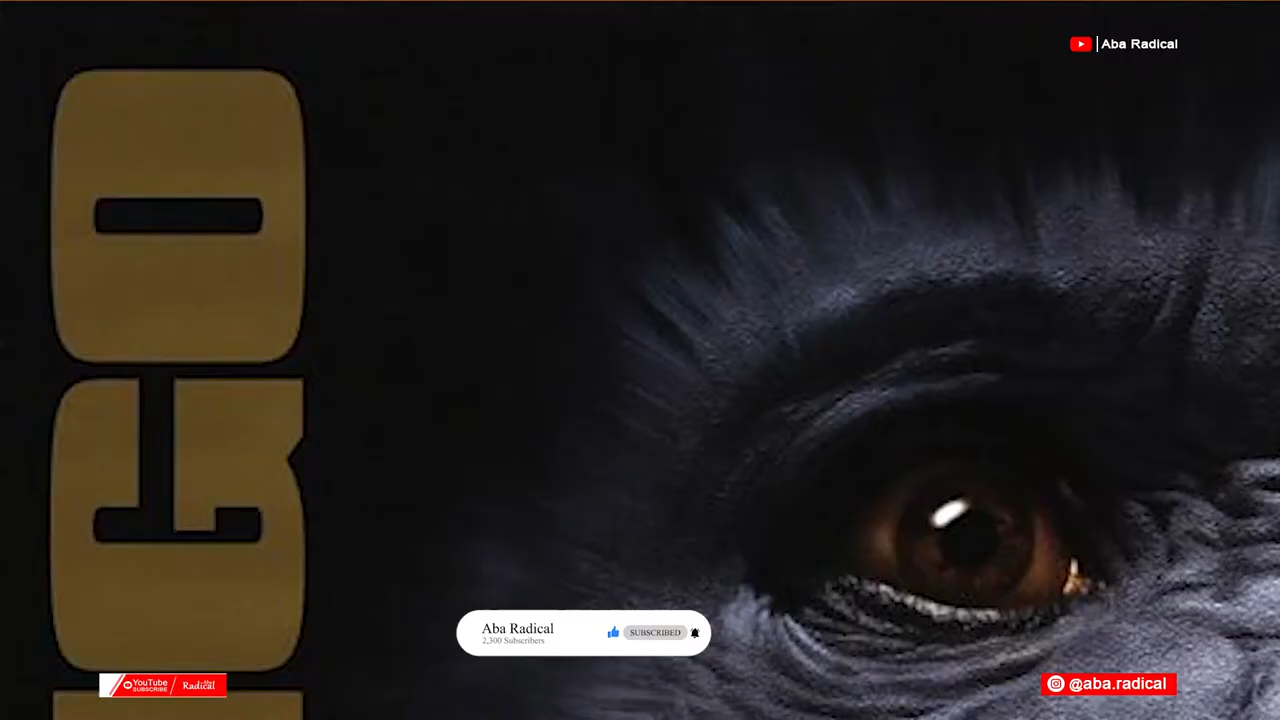 Aba Radical
GO
Aba Radical
2,300 Subscribers
SUBSCRIBED
YouTube
SUBSCRIBE
Radical
@aba.radical